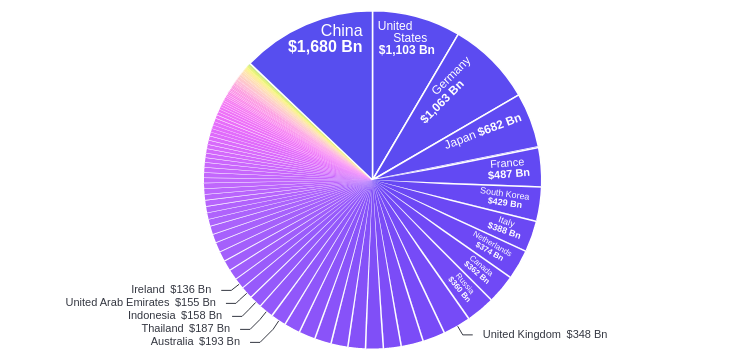 China
$1,680 Bn
United
States
$1,103 Bn
Germany
$1,063 Bn
Japan $682 Bn
France
$487 Bn
South Korea
$429 Bn
Italy
$388 Bn
Netherlands
$374 Bn
Canada
$362 Bn
Russia
$360 Bn
United Kingdom $348 Bn
Ireland $136 Bn
United Arab Emirates $155 Bn
Indonesia $158 Bn
Thailand $187 Bn
Australia $193 Bn